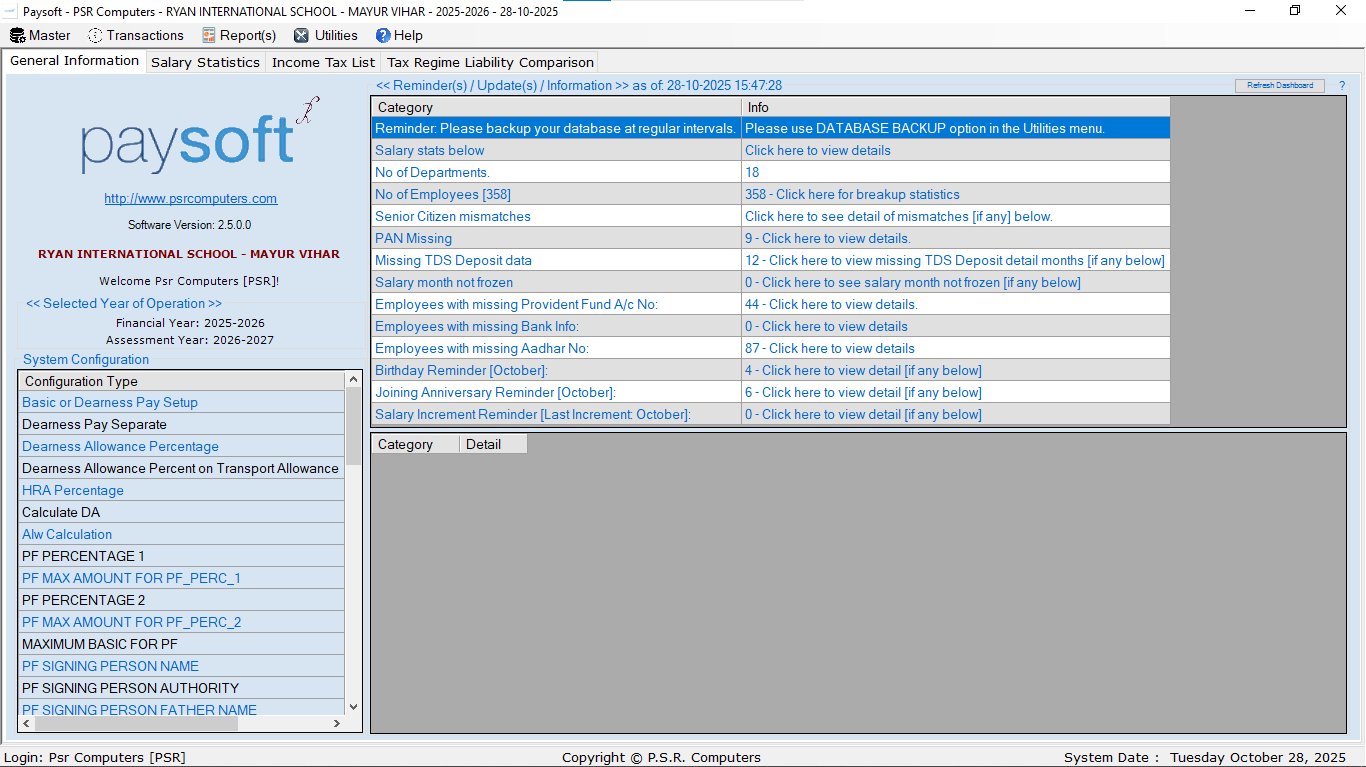 Paysoft - PSR Computers - RYAN INTERNATIONAL SCHOOL - MAYUR VIHAR - 2025-2026 - 28-10-2025
Master Transactions Report(s) Utilities Help
General Information Salary Statistics Income Tax List Tax Regime Liability Comparison
paysoft
http://www.psrcomputers.com
Software Version: 2.5.0.0
RYAN INTERNATIONAL SCHOOL - MAYUR VIHAR
Welcome Psr Computers [PSR]!
<< Selected Year of Operation >>
Financial Year: 2025-2026
Assessment Year: 2026-2027
System Configuration
Configuration Type
Basic or Dearness Pay Setup
Dearness Pay Separate
Dearness Allowance Percentage
Dearness Allowance Percent on Transport Allowance
HRA Percentage
Calculate DA
Alw Calculation
PF PERCENTAGE 1
PF MAX AMOUNT FOR PF_PERC_1
PF PERCENTAGE 2
PF MAX AMOUNT FOR PF_PERC_2
MAXIMUM BASIC FOR PF
PF SIGNING PERSON NAME
PF SIGNING PERSON AUTHORITY
PF SIGNING PERSON FATHER NAME
<< Reminder(s) / Update(s) / Information >> as of: 28-10-2025 15:47:28 Refresh Dashboard ?
Category Info
Reminder: Please backup your database at regular intervals. Please use DATABASE BACKUP option in the Utilities menu.
Salary stats below Click here to view details
No of Departments. 18
No of Employees [358] 358 - Click here for breakup statistics
Senior Citizen mismatches Click here to see detail of mismatches [if any] below.
PAN Missing 9 - Click here to view details.
Missing TDS Deposit data 12 - Click here to view missing TDS Deposit detail months [if any below]
Salary month not frozen 0 - Click here to see salary month not frozen [if any below]
Employees with missing Provident Fund A/c No: 44 - Click here to view details.
Employees with missing Bank Info: 0 - Click here to view details
Employees with missing Aadhar No: 87 - Click here to view details
Birthday Reminder [October]: 4 - Click here to view detail [if any below]
Joining Anniversary Reminder [October]: 6 - Click here to view detail [if any below]
Salary Increment Reminder [Last Increment: October]: 0 - Click here to view detail [if any below]
Category Detail
Login: Psr Computers [PSR] Copyright © P.S.R. Computers System Date : Tuesday October 28, 2025